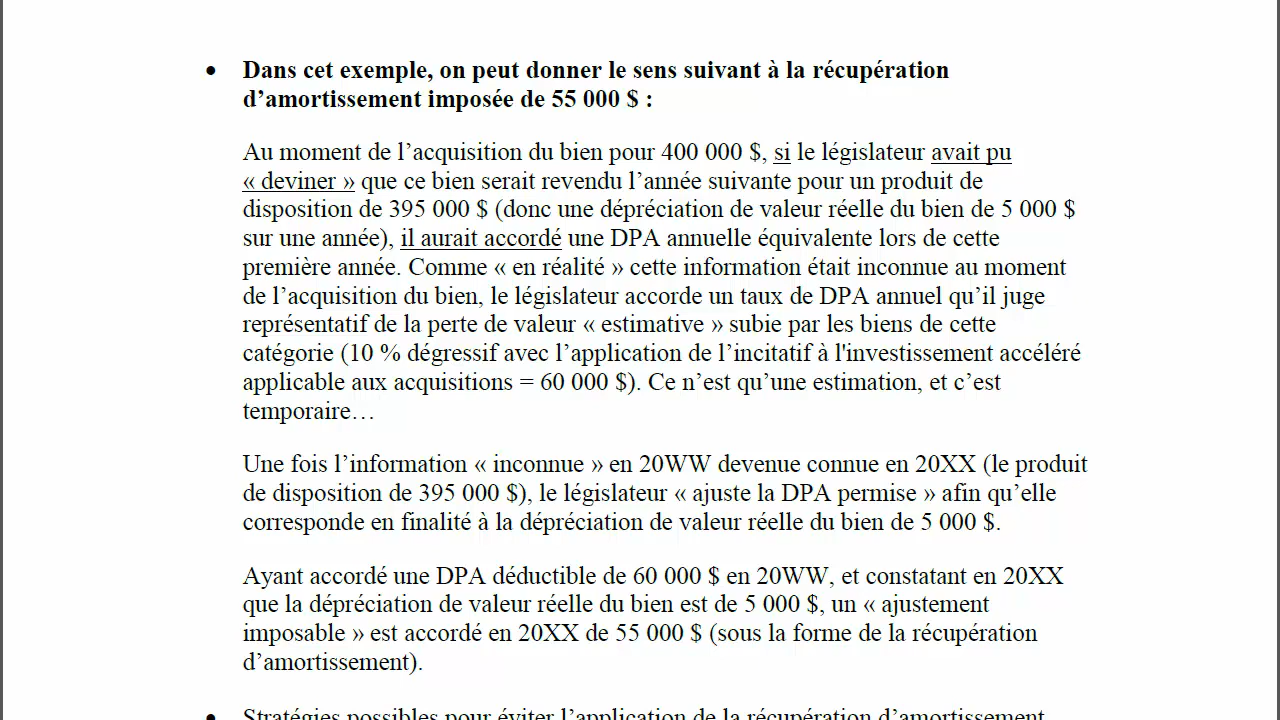 • Dans cet exemple, on peut donner le sens suivant à la récupération
d’amortissement imposée de 55 000 $ :
Au moment de l’acquisition du bien pour 400 000 $, si le législateur avait pu
« deviner » que ce bien serait revendu l’année suivante pour un produit de
disposition de 395 000 $ (donc une dépréciation de valeur réelle du bien de 5 000 $
sur une année), il aurait accordé une DPA annuelle équivalente lors de cette
première année. Comme « en réalité » cette information était inconnue au moment
de l’acquisition du bien, le législateur accorde un taux de DPA annuel qu’il juge
représentatif de la perte de valeur « estimative » subie par les biens de cette
catégorie (10 % dégressif avec l’application de l’incitatif à l'investissement accéléré
applicable aux acquisitions = 60 000 $). Ce n’est qu’une estimation, et c’est
temporaire…
Une fois l’information « inconnue » en 20WW devenue connue en 20XX (le produit
de disposition de 395 000 $), le législateur « ajuste la DPA permise » afin qu’elle
corresponde en finalité à la dépréciation de valeur réelle du bien de 5 000 $.
Ayant accordé une DPA déductible de 60 000 $ en 20WW, et constatant en 20XX
que la dépréciation de valeur réelle du bien est de 5 000 $, un « ajustement
imposable » est accordé en 20XX de 55 000 $ (sous la forme de la récupération
d’amortissement).
• Stratégies possibles pour éviter l’application de la récupération d’amortissement